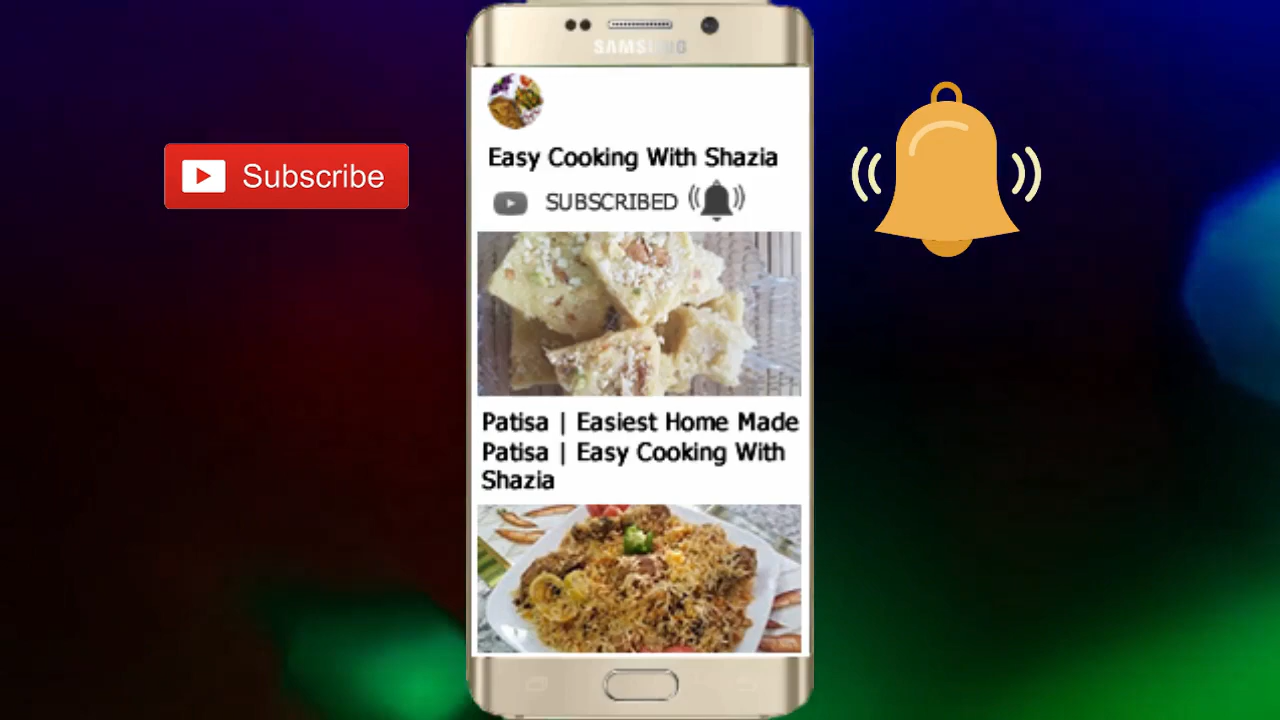 SAMSUNG
Easy Cooking With Shazia
Subscribe
SUBSCRIBED
Patisa | Easiest Home Made
Patisa | Easy Cooking With
Shazia